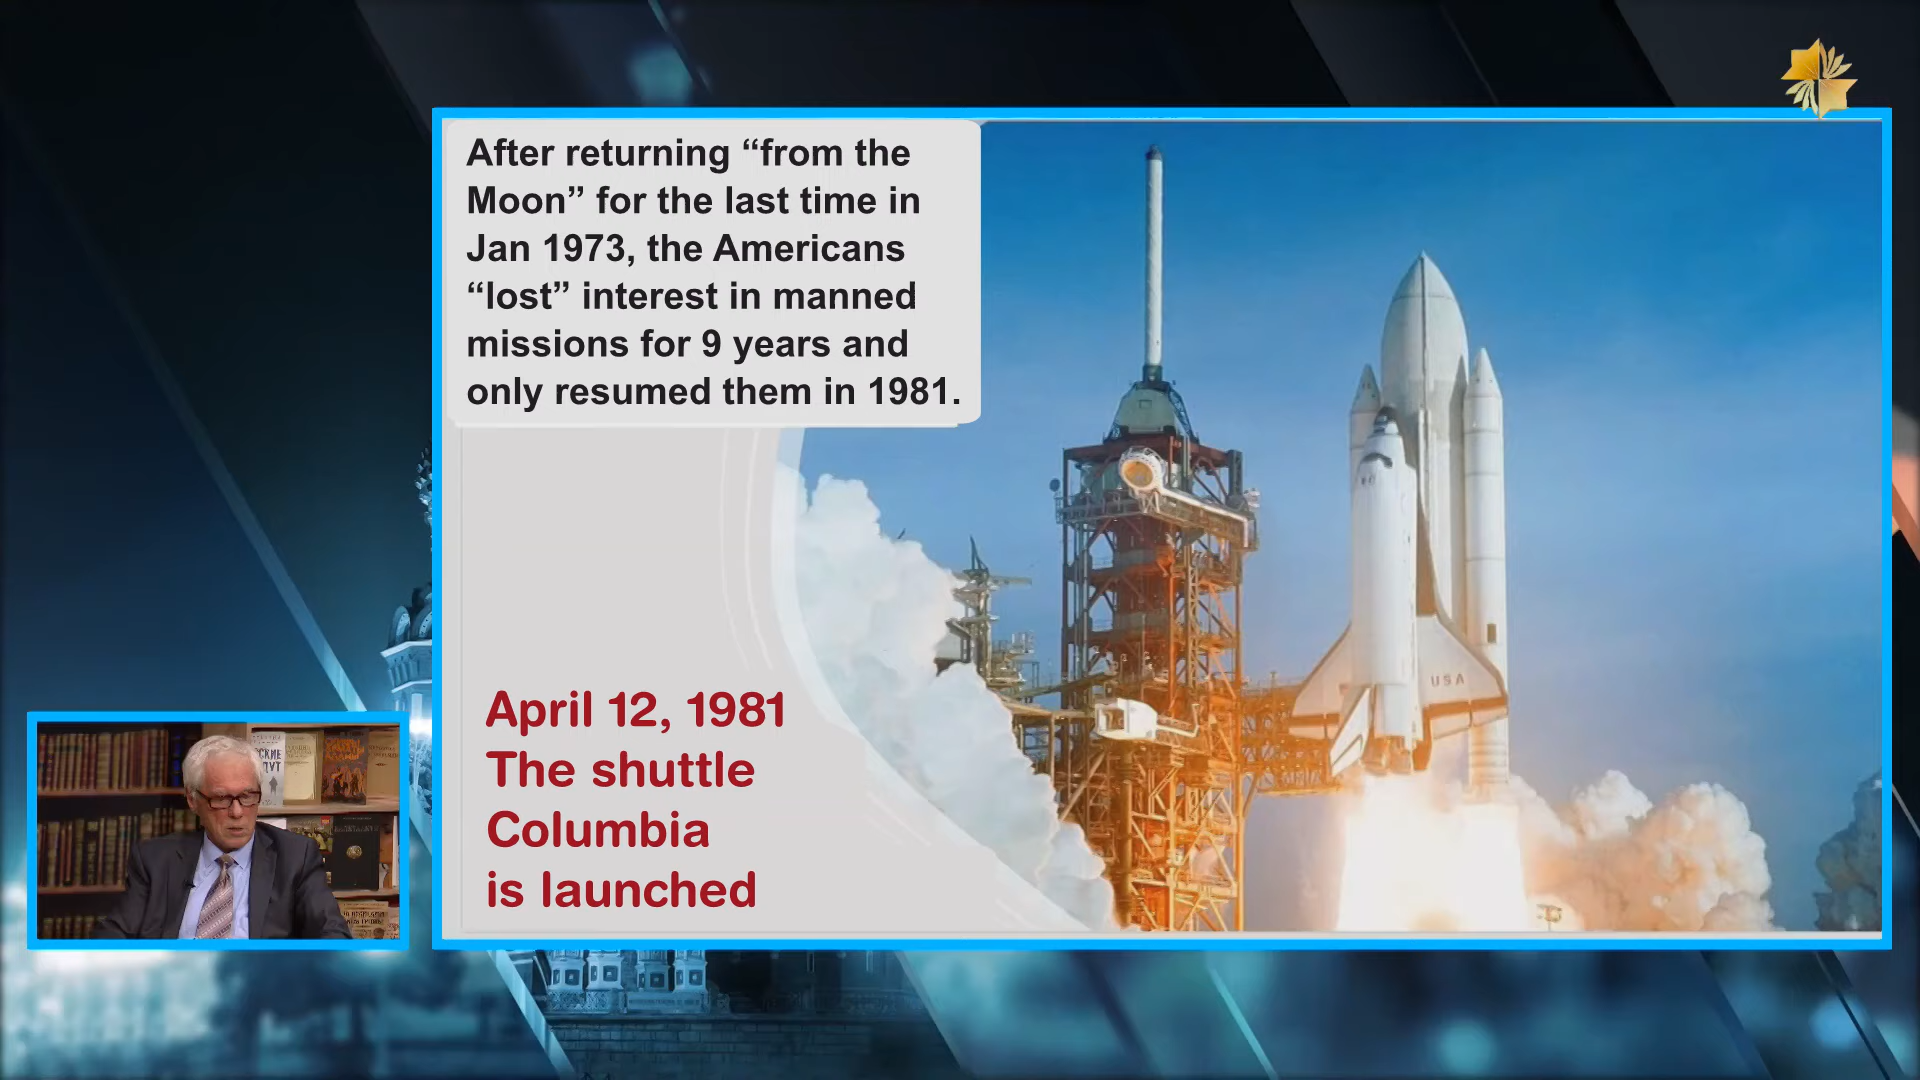 After returning “from the
Moon” for the last time in
Jan 1973, the Americans
“lost” interest in manned
missions for 9 years and
only resumed them in 1981.
USA
April 12, 1981
The shuttle
Columbia
is launched